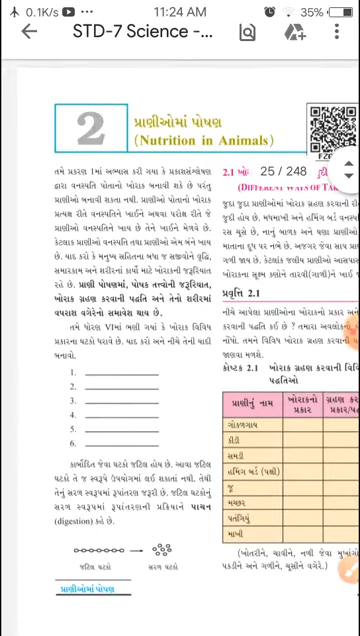 0.1K/s 11:24 AM 35%
STD-7 Science -...
2
પ્રાણીઓમાં પોષણ
(Nutrition in Animals)
તમે પ્રકરણ 1માં અભ્યાસ કરી ગયા કે પ્રકાશસંશ્લેષણ
દ્વારા વનસ્પતિ પોતાનો ખોરાક બનાવી શકે છે પરંતુ
પ્રાણીઓ બનાવી શકતા નથી. પ્રાણીઓ પોતાનો ખોરાક
પ્રત્યક્ષ રીતે વનસ્પતિને ખાઈને અથવા પરોક્ષ રીતે જે
પ્રાણીઓ વનસ્પતિને ખાય છે તેને ખાઈને મેળવે છે.
કેટલાક પ્રાણીઓ વનસ્પતિ તથા પ્રાણીઓ એમ બંને ખાય
છે. યાદ કરો કે મનુષ્ય સહિતના બધા જ સજીવોને વૃદ્ધિ,
સમારકામ અને શરીરનાં કાર્યો માટે ખોરાકની જરૂરિયાત
રહે છે. પ્રાણી પોષણમાં, પોષક તત્ત્વોની જરૂરિયાત,
ખોરાક ગ્રહણ કરવાની પદ્ધતિ અને તેનો શરીરમાં
વપરાશ વગેરેનો સમાવેશ થાય છે.
તમે ધોરણ VIમાં ભણી ગયાં કે ખોરાક વિવિધ
પ્રકારના ઘટકો ધરાવે છે. યાદ કરો અને નીચે તેની યાદી
બનાવો.
1.
2.
3.
4.
5.
6.
કાર્બોદિત જેવા ઘટકો જટિલ હોય છે. આવા જટિલ
ઘટકો તે જ સ્વરૂપે ઉપયોગમાં લઈ શકાતાં નથી. તેથી
તેનું સરળ સ્વરૂપમાં રૂપાંતરણ જરૂરી છે. જટિલ ઘટકોનું
સરળ સ્વરૂપમાં રૂપાંતરણની પ્રક્રિયાને પાચન
(digestion) કહે છે.
જટિલ ઘટકો સરળ ઘટકો
પ્રાણીઓમાં પોષણ
2.1
25 / 248
(DIFFERENT WAYS OF
જુદા જુદા પ્રાણીઓમાં ખોરાક ગ્રહણ કરવાની
જુદી હોય છે. મધમાખી અને હમિંગ બર્ડ
રસ ચૂસે છે, નાનું બાળક અને ઘણા પ્રાણીઓ
માતાના દૂધ પર નભે છે. અજગર જેવા સાપ
ગળી જાય છે. કેટલાંક જલીય પ્રાણીઓ
ખોરાકના સૂક્ષ્મ કણોને તારવી(ગાળી)ને ખાઈ
પ્રવૃત્તિ 2.1
નીચે આપેલા પ્રાણીઓના ખોરાકનો પ્રકાર
કરવાની પદ્ધતિ કઈ છે ? તમારા
નોંધો. તમને વિવિધ ખોરાક ગ્રહણ કરવાની
જાણવા મળશે.
કોષ્ટક 2.1 ખોરાક ગ્રહણ કરવાની
પદ્ધતિઓ
પ્રાણીનું નામ ખોરાકનો પ્રકાર ગ્રહણ
ગોકળગાય
કીડી
સમડી
હમિંગ બર્ડ (પક્ષી)
જૂ
મચ્છર
પતંગિયું
માખી
(ખોતરીને, ચાવીને, નળી જેવા
પકડીને અને ગળીને, ચૂસીને વગેરે.)